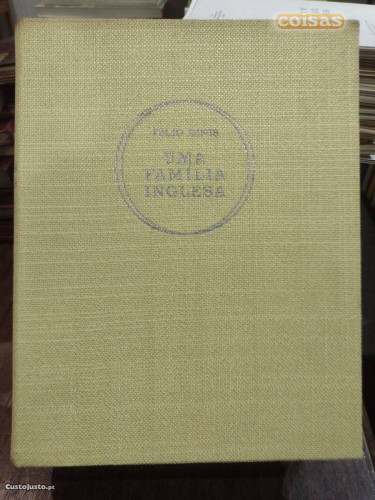 coisas
JÚLIO DINIS
UMA
FAMÍLIA
INGLESA
CustoJusto.pt